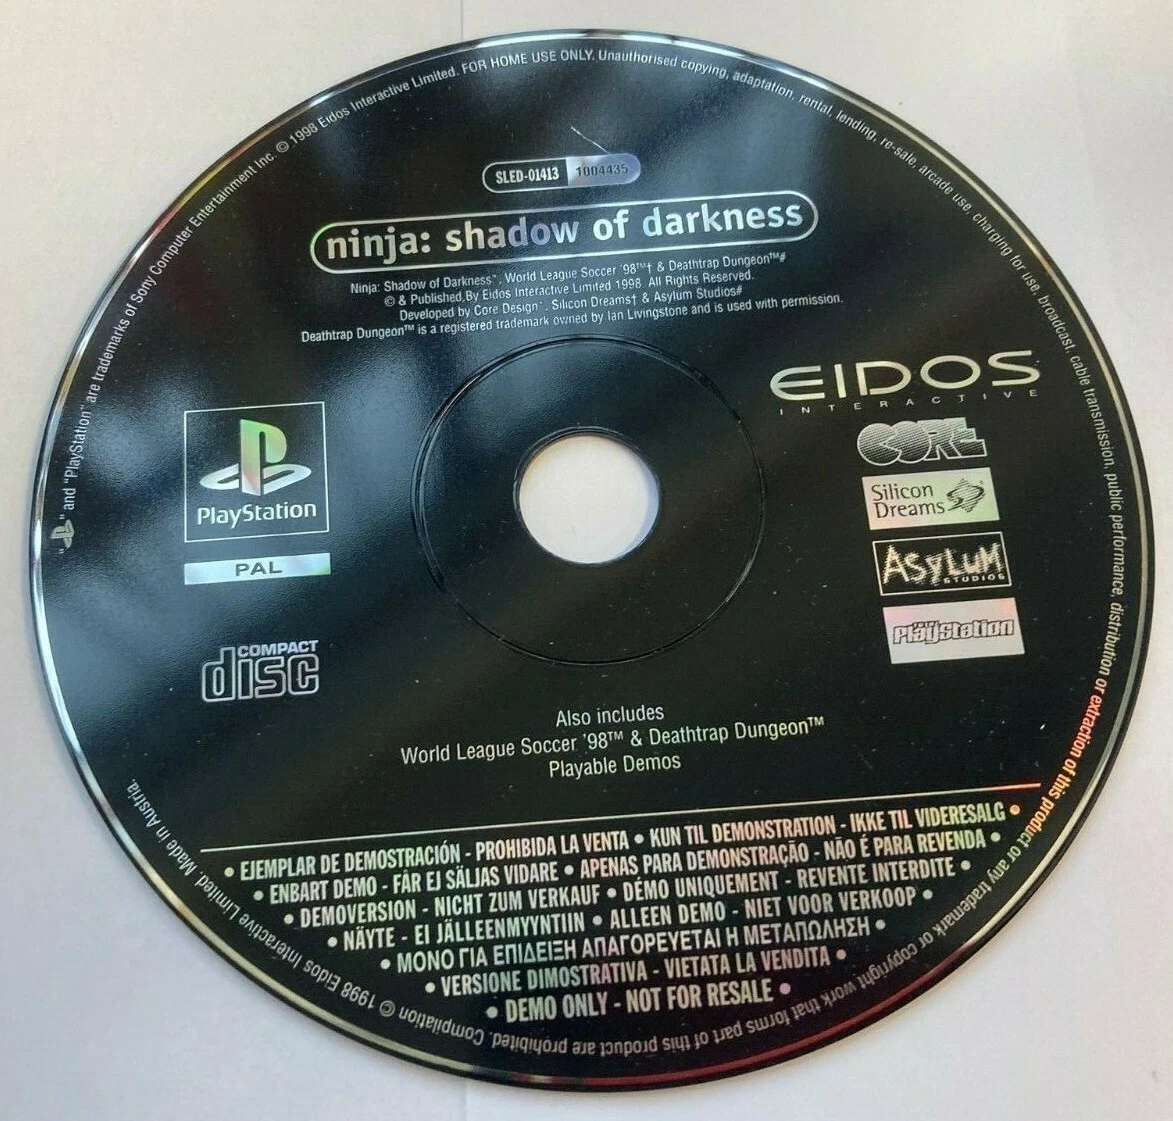 "PS" and "PlayStation" are trademarks of Sony Computer Entertainment Inc. © 1998 Eidos Interactive Limited. FOR HOME USE ONLY. Unauthorised copying, adaptation, rental, lending, re-sale, arcade use, charging for use, broadcast, cable transmission, public performance, distribution or extraction of this product or any trademark or copyright work that forms part of this product are prohibited. Compilation © 1998 Eidos Interactive Limited. Made in Austria.
SLED-01413 1004435
ninja: shadow of darkness
Ninja: Shadow of Darkness*, World League Soccer '98™† & Deathtrap Dungeon™#
© & Published By Eidos Interactive Limited 1998. All Rights Reserved.
Developed by Core Design*, Silicon Dreams† & Asylum Studios#
Deathtrap Dungeon™ is a registered trademark owned by Ian Livingstone and is used with permission.
EIDOS
INTERACTIVE
CORE
Silicon
Dreams
ASYLUM
STUDIOS
PlayStation
PlayStation
PAL
COMPACT
disc
Also includes
World League Soccer '98™ & Deathtrap Dungeon™
Playable Demos
• EJEMPLAR DE DEMOSTRACIÓN - PROHIBIDA LA VENTA • KUN TIL DEMONSTRATION - IKKE TIL VIDERESALG •
• ENBART DEMO - FÅR EJ SÄLJAS VIDARE • APENAS PARA DEMONSTRAÇÃO - NÃO É PARA REVENDA •
• DEMOVERSION - NICHT ZUM VERKAUF • DÉMO UNIQUEMENT - REVENTE INTERDITE •
• NÄYTE - EI JÄLLEENMYYNTIIN • ALLEEN DEMO - NIET VOOR VERKOOP •
• ΜΟΝΟ ΓΙΑ ΕΠΙΔΕΙΞΗ ΑΠΑΓΟΡΕΥΕΤΑΙ Η ΜΕΤΑΠΩΛΗΣΗ •
• VERSIONE DIMOSTRATIVA - VIETATA LA VENDITA •
• DEMO ONLY - NOT FOR RESALE •